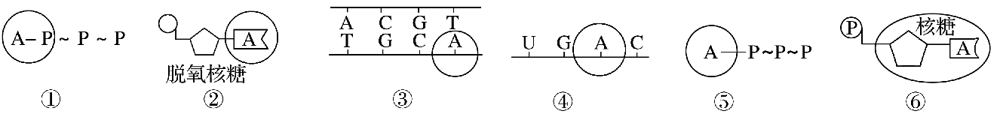 A–P～P～P
①
A
脱氧核糖
②
A C G T
T G C A
③
U G A C
④
A—P～P～P
⑤
P 核糖 A
⑥